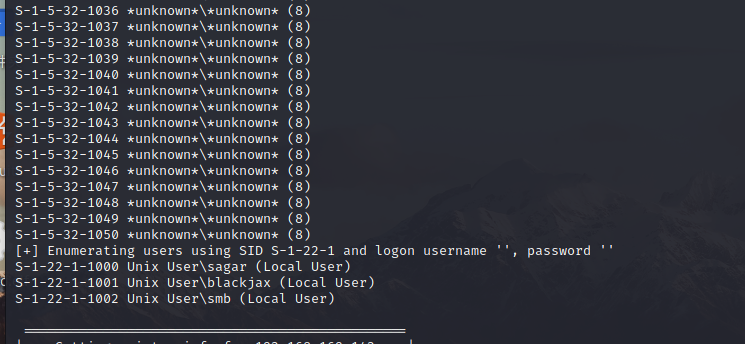 S-1-5-32-1036 *unknown*\*unknown* (8)
S-1-5-32-1037 *unknown*\*unknown* (8)
S-1-5-32-1038 *unknown*\*unknown* (8)
S-1-5-32-1039 *unknown*\*unknown* (8)
S-1-5-32-1040 *unknown*\*unknown* (8)
S-1-5-32-1041 *unknown*\*unknown* (8)
S-1-5-32-1042 *unknown*\*unknown* (8)
S-1-5-32-1043 *unknown*\*unknown* (8)
S-1-5-32-1044 *unknown*\*unknown* (8)
S-1-5-32-1045 *unknown*\*unknown* (8)
S-1-5-32-1046 *unknown*\*unknown* (8)
S-1-5-32-1047 *unknown*\*unknown* (8)
S-1-5-32-1048 *unknown*\*unknown* (8)
S-1-5-32-1049 *unknown*\*unknown* (8)
S-1-5-32-1050 *unknown*\*unknown* (8)
[+] Enumerating users using SID S-1-22-1 and logon username '', password ''
S-1-22-1-1000 Unix User\sagar (Local User)
S-1-22-1-1001 Unix User\blackjax (Local User)
S-1-22-1-1002 Unix User\smb (Local User)